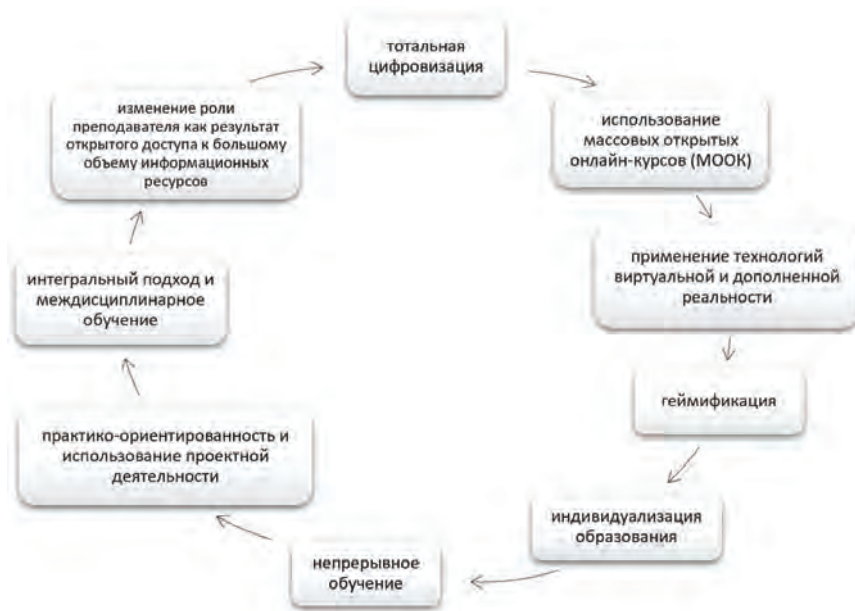 тотальная
цифровизация
использование
массовых открытых
онлайн-курсов (МООК)
применение технологий
виртуальной и дополненной
реальности
геймификация
индивидуализация
образования
непрерывное
обучение
практико-ориентированность и
использование проектной
деятельности
интегральный подход и
междисциплинарное
обучение
изменение роли
преподавателя как результат
открытого доступа к большому
объему информационных
ресурсов